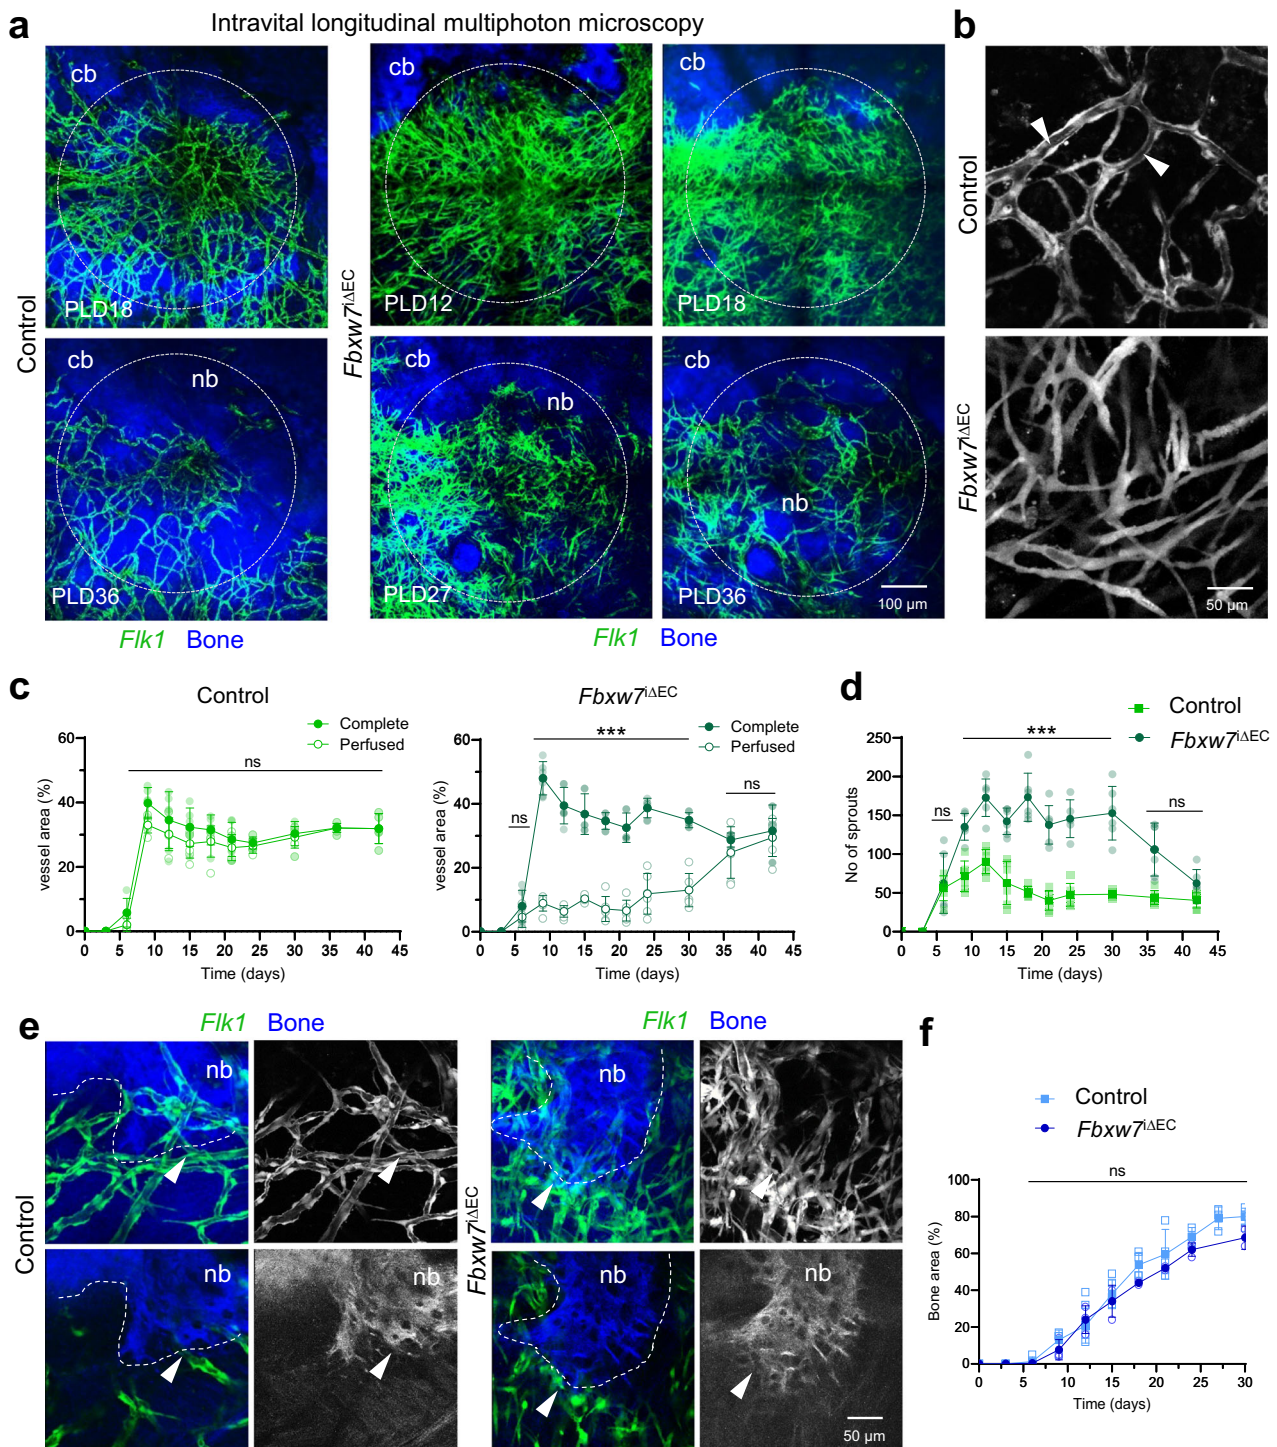 a
Intravital longitudinal multiphoton microscopy
b
Control
cb
PLD18
Fbxw7iΔEC
cb
PLD12
cb
PLD18
Control
cb
nb
PLD36
cb
nb
PLD27
cb
nb
PLD36
100 µm
Fbxw7iΔEC
50 µm
Flk1 Bone
Flk1 Bone
c
Control
Complete
Perfused
ns
vessel area (%)
60
40
20
0
0 5 10 15 20 25 30 35 40 45
Time (days)
Fbxw7iΔEC
Complete
Perfused
***
ns
ns
vessel area (%)
60
40
20
0
0 5 10 15 20 25 30 35 40 45
Time (days)
d
Control
Fbxw7iΔEC
***
ns
ns
No of sprouts
250
200
150
100
50
0
0 5 10 15 20 25 30 35 40 45
Time (days)
e
Flk1 Bone
Flk1 Bone
Control
nb
nb
nb
Fbxw7iΔEC
nb
nb
nb
50 µm
f
Control
Fbxw7iΔEC
ns
Bone area (%)
100
80
60
40
20
0
0 5 10 15 21 25 30
Time (days)